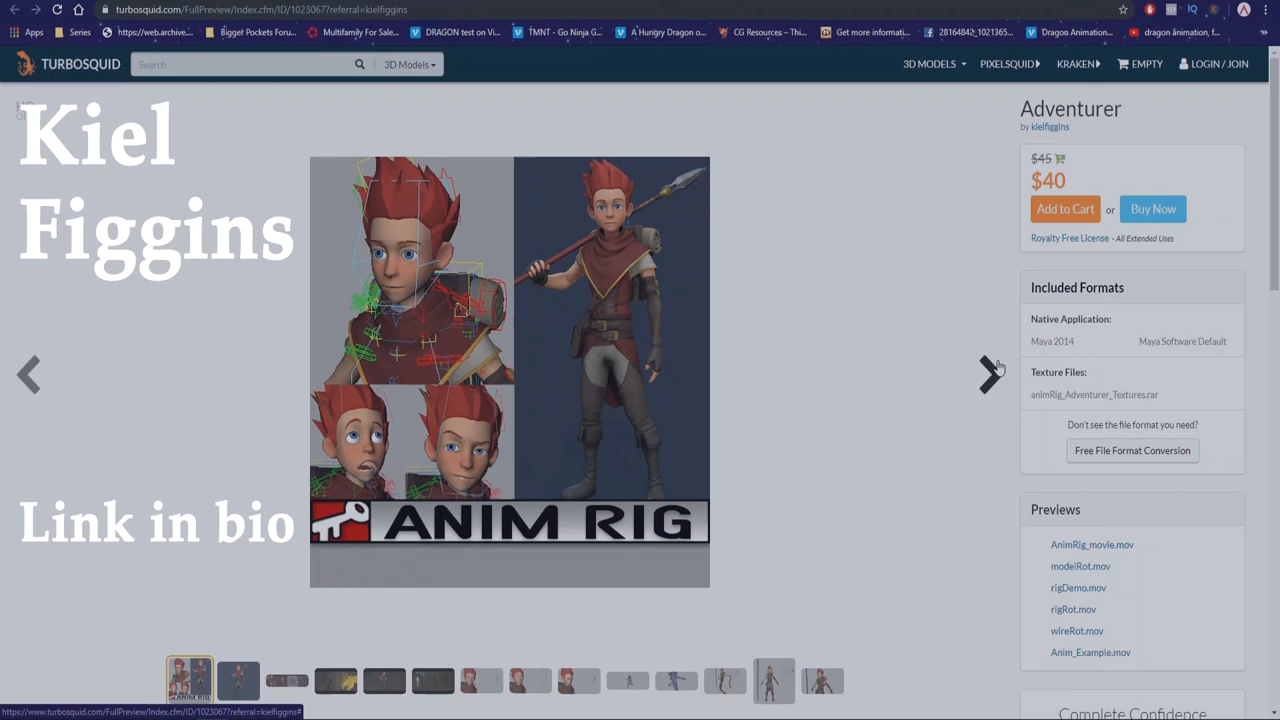 turbosquid.com/FullPreview/Index.cfm/ID/1023067?referral=kielfiggins
Apps
Series
https://web.archive...
Bigger Pockets Foru...
Multifamily For Sale...
DRAGON test on Vi...
TMNT - Go Ninja G...
A Hungry Dragon o...
CG Resources – Thi...
Get more informati...
28164842_1021365...
Dragon Animation...
dragon animation, f...
TURBOSQUID
Search
3D Models
3D MODELS
PIXELSQUID
KRAKEN
EMPTY
LOGIN / JOIN
Kiel
Figgins
Link in bio
ANIM RIG
Adventurer
by kielfiggins
$45
$40
Add to Cart or Buy Now
Royalty Free License - All Extended Uses
Included Formats
Native Application:
Maya 2014 Maya Software Default
Texture Files:
animRig_Adventurer_Textures.rar
Don't see the file format you need?
Free File Format Conversion
Previews
AnimRig_movie.mov
modelRot.mov
rigDemo.mov
rigRot.mov
wireRot.mov
Anim_Example.mov
Complete Confidence
https://www.turbosquid.com/FullPreview/Index.cfm/ID/1023067?referral=kielfiggins#